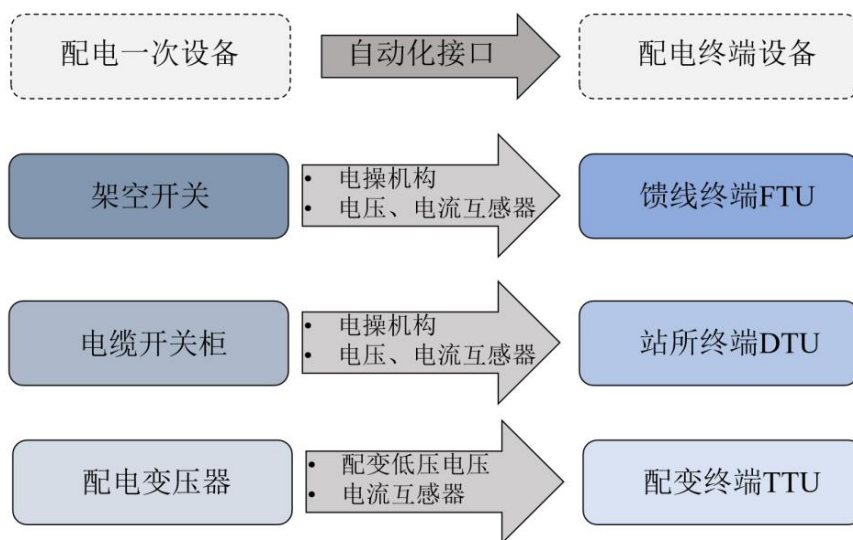 配电一次设备
自动化接口
配电终端设备
架空开关
• 电操机构
• 电压、电流互感器
馈线终端FTU
电缆开关柜
• 电操机构
• 电压、电流互感器
站所终端DTU
配电变压器
• 配变低压电压
• 电流互感器
配变终端TTU